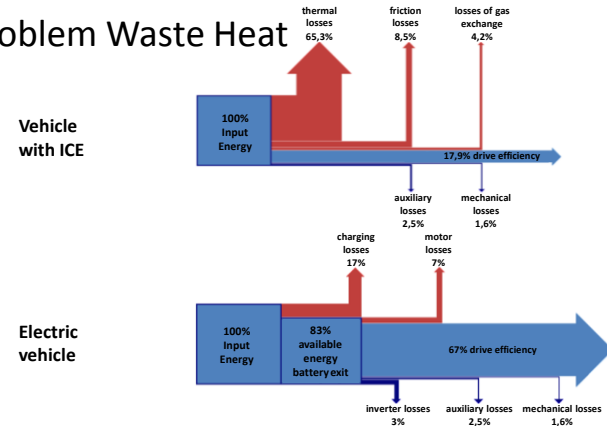 oblem Waste Heat
thermal
losses
65,3%
friction
losses
8,5%
losses of gas
exchange
4,2%
Vehicle
with ICE
100%
Input
Energy
17,9% drive efficiency
auxiliary
losses
2,5%
mechanical
losses
1,6%
charging
losses
17%
motor
losses
7%
Electric
vehicle
100%
Input
Energy
83%
available
energy
battery exit
67% drive efficiency
inverter losses
3%
auxiliary losses
2,5%
mechanical losses
1,6%